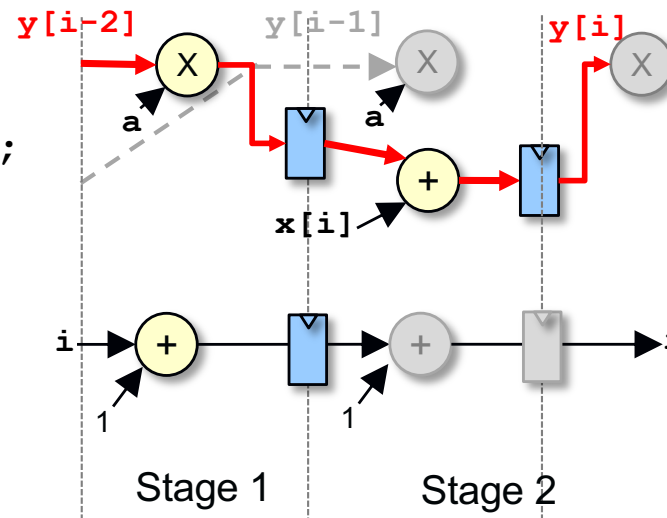 y[i-2] y[i-1] y[i]
X X X
a a
;
+
x[i]
i + + i
1 1
Stage 1 Stage 2